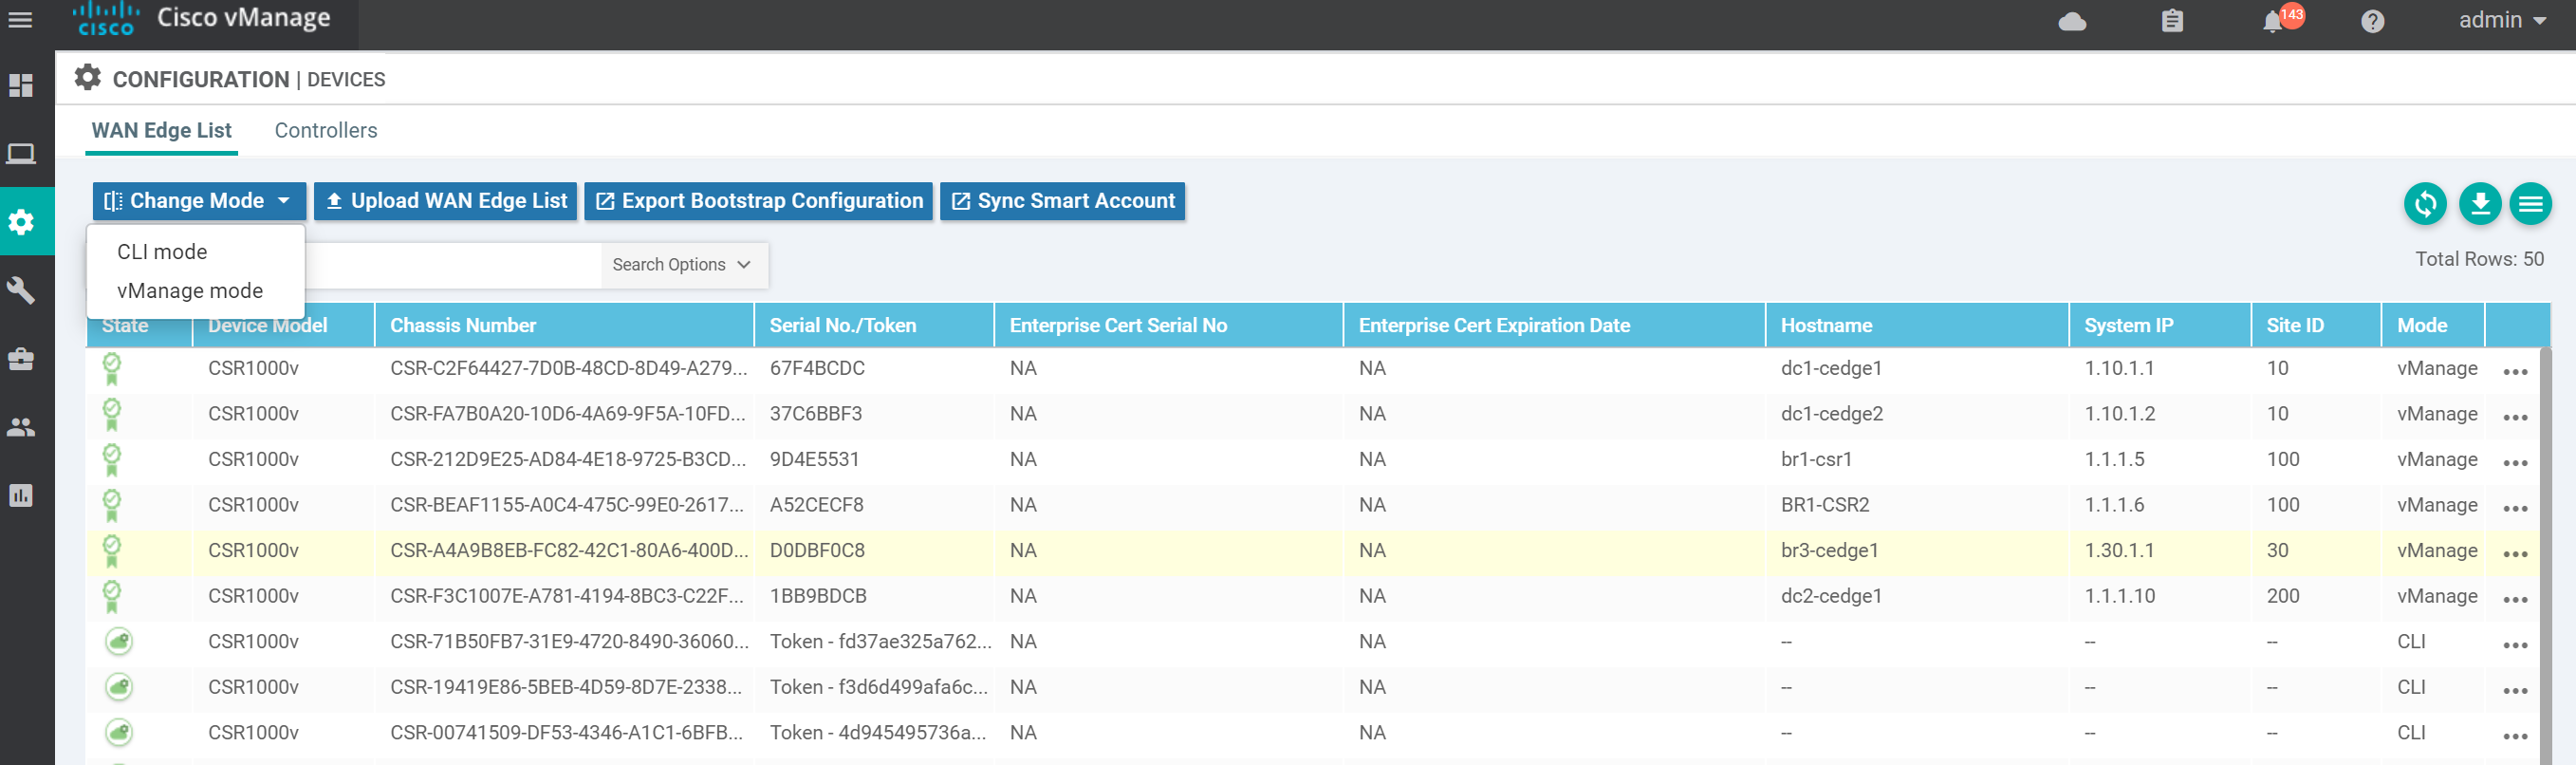 cisco Cisco vManage 143 admin
CONFIGURATION | DEVICES
WAN Edge List Controllers
Change Mode Upload WAN Edge List Export Bootstrap Configuration Sync Smart Account
CLI mode
Search Options Total Rows: 50
vManage mode
State Device Model Chassis Number Serial No./Token Enterprise Cert Serial No Enterprise Cert Expiration Date Hostname System IP Site ID Mode
CSR1000v CSR-C2F64427-7D0B-48CD-8D49-A279... 67F4BCDC NA NA dc1-cedge1 1.10.1.1 10 vManage ...
CSR1000v CSR-FA7B0A20-10D6-4A69-9F5A-10FD... 37C6BBF3 NA NA dc1-cedge2 1.10.1.2 10 vManage ...
CSR1000v CSR-212D9E25-AD84-4E18-9725-B3CD... 9D4E5531 NA NA br1-csr1 1.1.1.5 100 vManage ...
CSR1000v CSR-BEAF1155-A0C4-475C-99E0-2617... A52CECF8 NA NA BR1-CSR2 1.1.1.6 100 vManage ...
CSR1000v CSR-A4A9B8EB-FC82-42C1-80A6-400D... D0DBF0C8 NA NA br3-cedge1 1.30.1.1 30 vManage ...
CSR1000v CSR-F3C1007E-A781-4194-8BC3-C22F... 1BB9BDCB NA NA dc2-cedge1 1.1.1.10 200 vManage ...
CSR1000v CSR-71B50FB7-31E9-4720-8490-36060... Token - fd37ae325a762... NA NA -- -- -- CLI ...
CSR1000v CSR-19419E86-5BEB-4D59-8D7E-2338... Token - f3d6d499afa6c... NA NA -- -- -- CLI ...
CSR1000v CSR-00741509-DF53-4346-A1C1-6BFB... Token - 4d945495736a... NA NA -- -- -- CLI ...